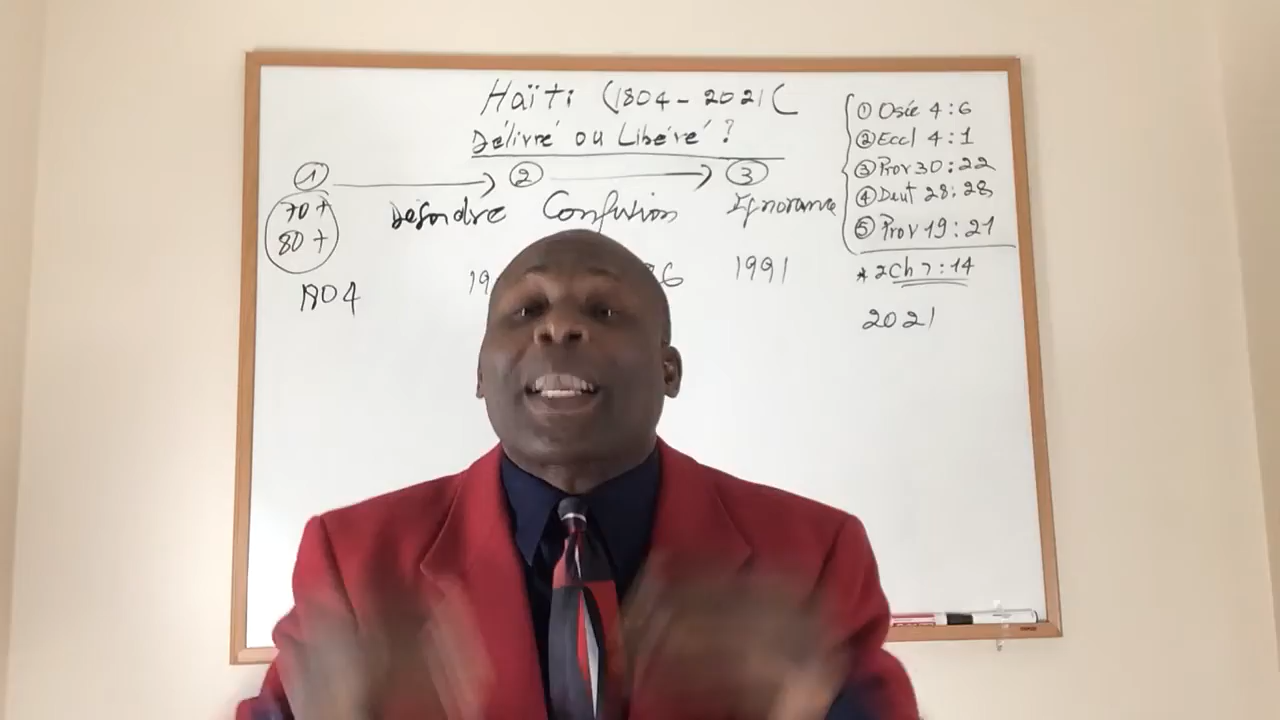 Haïti (1804 - 2021(
Délivré ou Libéré ?
① → ② → ③
70 +
80 +
Désordre Confusion Ignorance
1804
19
86
1991
① Osée 4:6
② Eccl 4:1
③ Prov 30:22
④ Deut 28:28
⑤ Prov 19:21
* 2Ch 7:14
2021